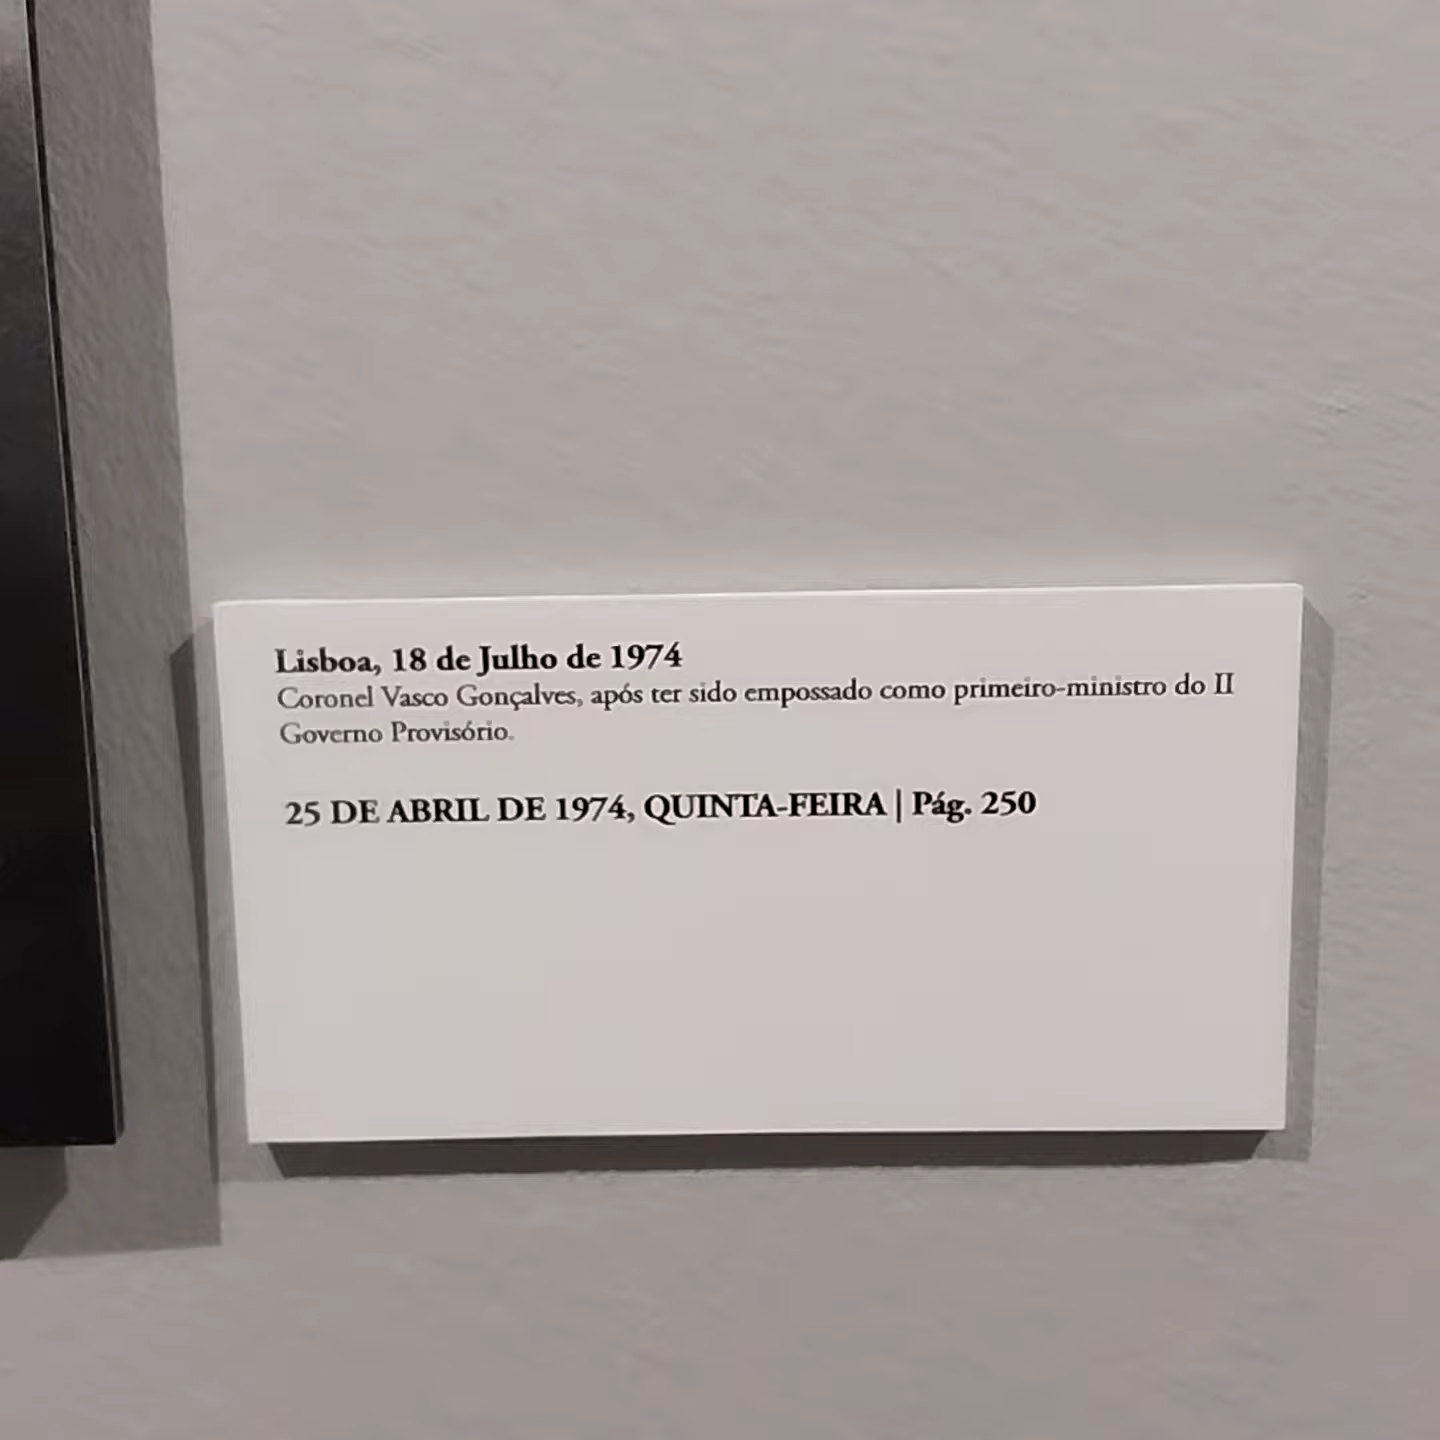 Lisboa, 18 de Julho de 1974
Coronel Vasco Gonçalves, após ter sido empossado como primeiro-ministro do II
Governo Provisório.
25 DE ABRIL DE 1974, QUINTA-FEIRA | Pág. 250